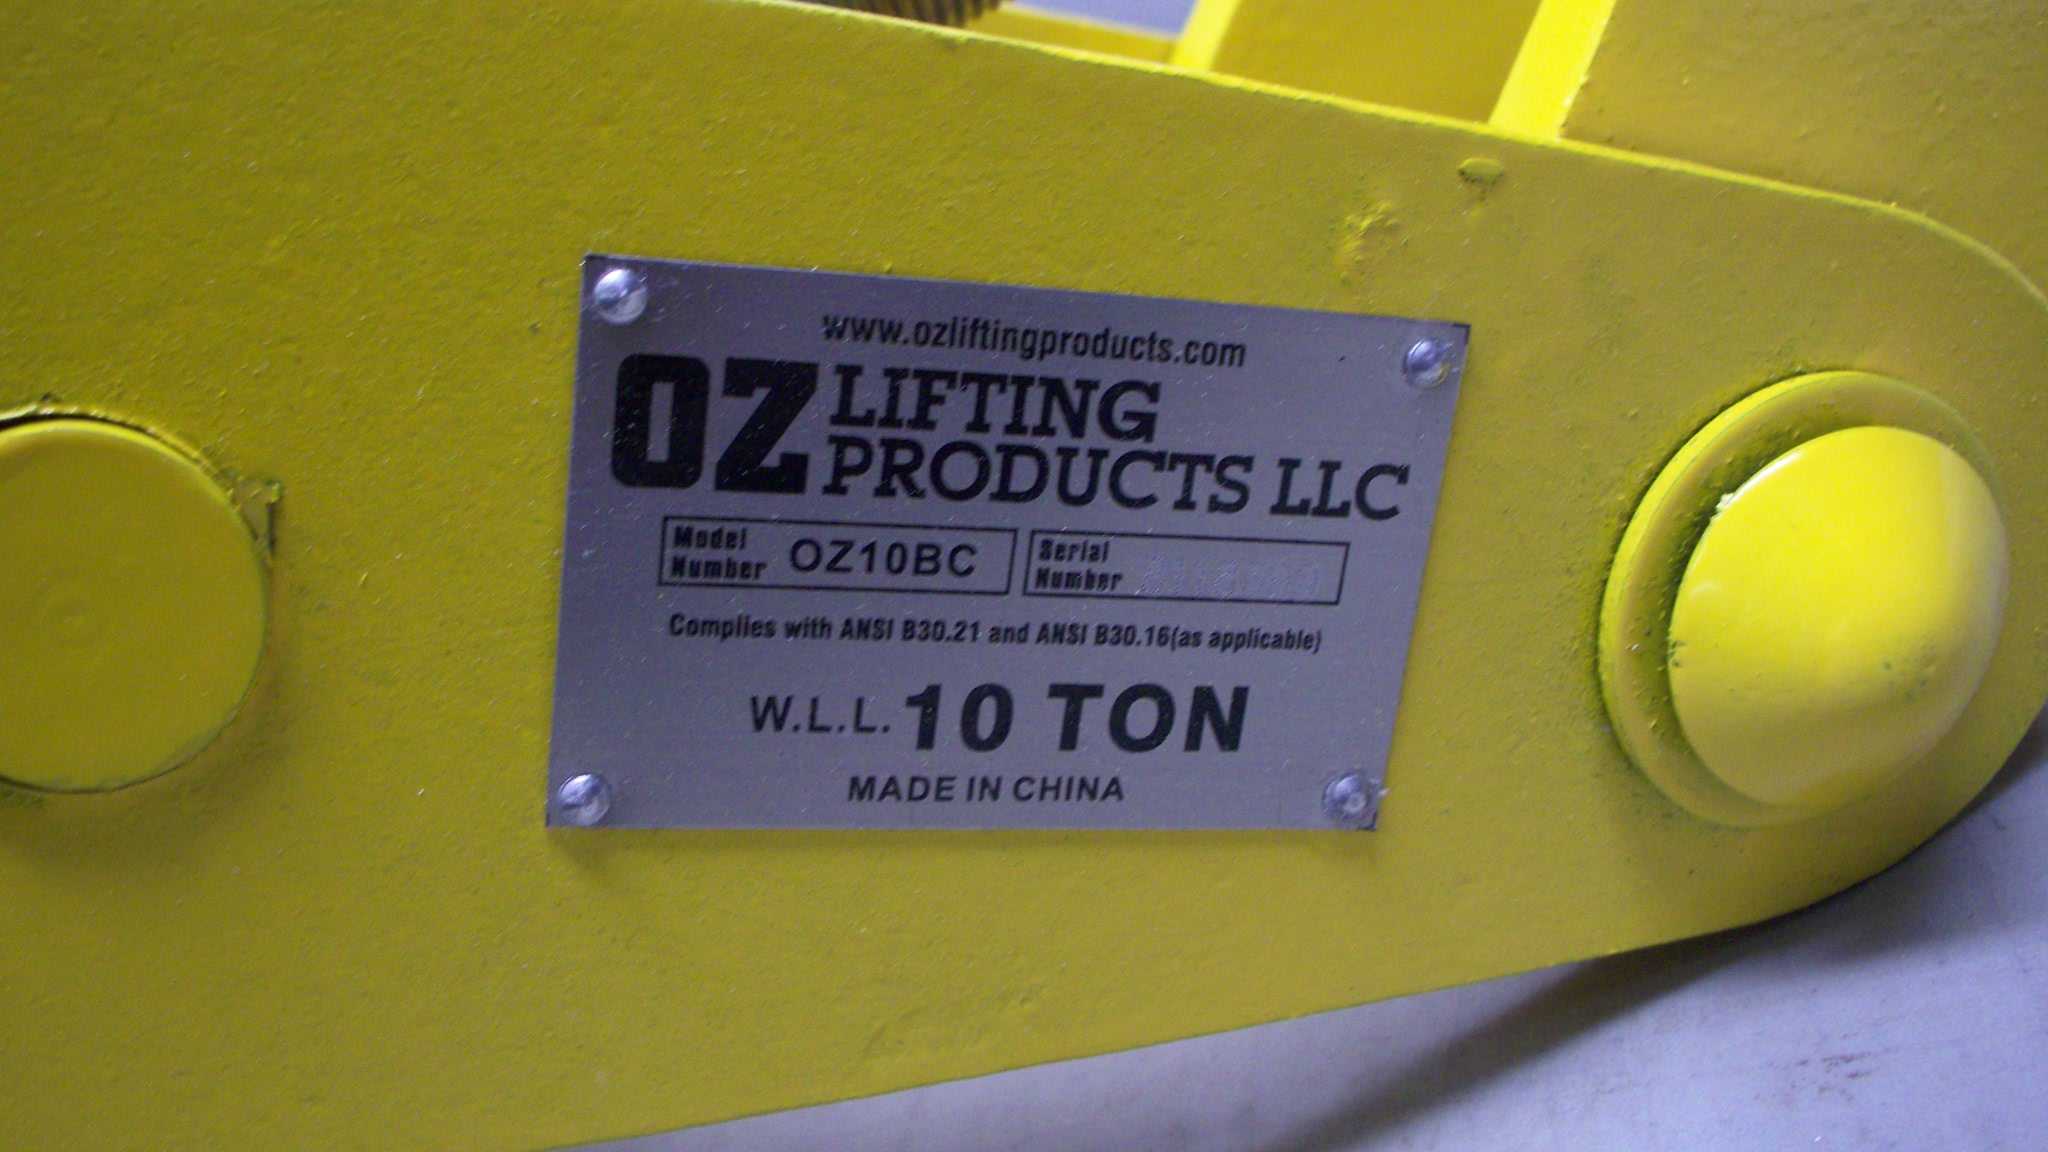 www.ozliftingproducts.com
OZ LIFTING
PRODUCTS LLC
Model Number OZ10BC
Serial Number
Complies with ANSI B30.21 and ANSI B30.16(as applicable)
W.L.L. 10 TON
MADE IN CHINA